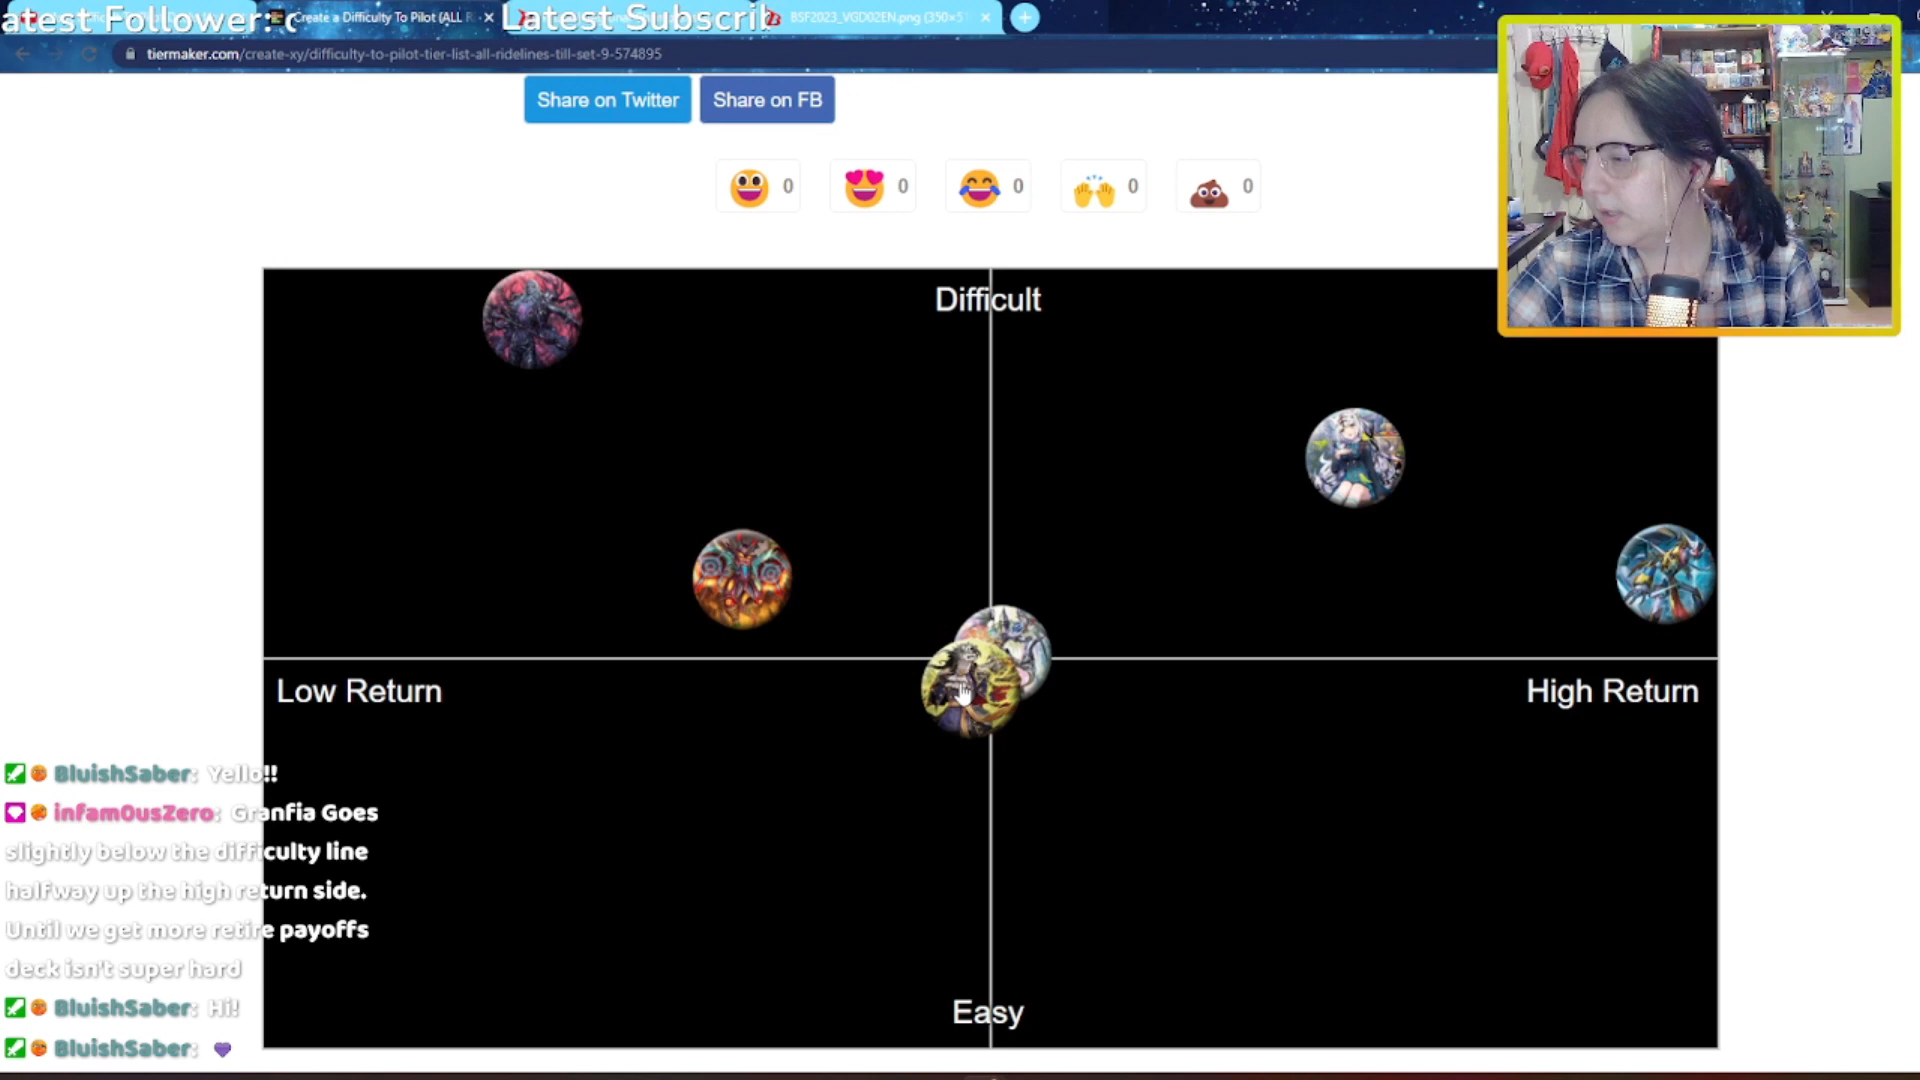 atest Follower: c
Latest Subscrib
Create a Difficulty To Pilot (ALL R
BSF2023_VGD02EN.png (350×51
tiermaker.com/create-xy/difficulty-to-pilot-tier-list-all-ridelines-till-set-9-574895
Share on Twitter
Share on FB
0
0
0
0
0
Difficult
Low Return
High Return
Easy
BluishSaber: Yello!!
infam0usZero: Granfia Goes
slightly below the difficulty line
halfway up the high return side.
Until we get more retire payoffs
deck isn't super hard
BluishSaber: Hi!
BluishSaber: